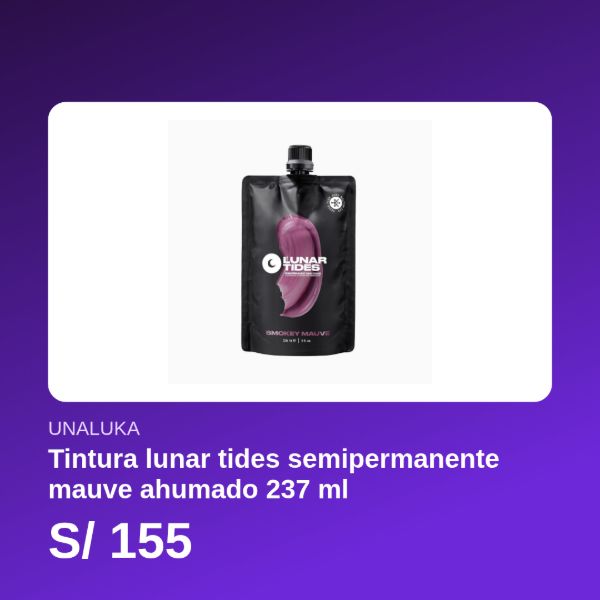 LUNAR
TIDES
SMOKEY MAUVE
UNALUKA
Tintura lunar tides semipermanente
mauve ahumado 237 ml
S/ 155